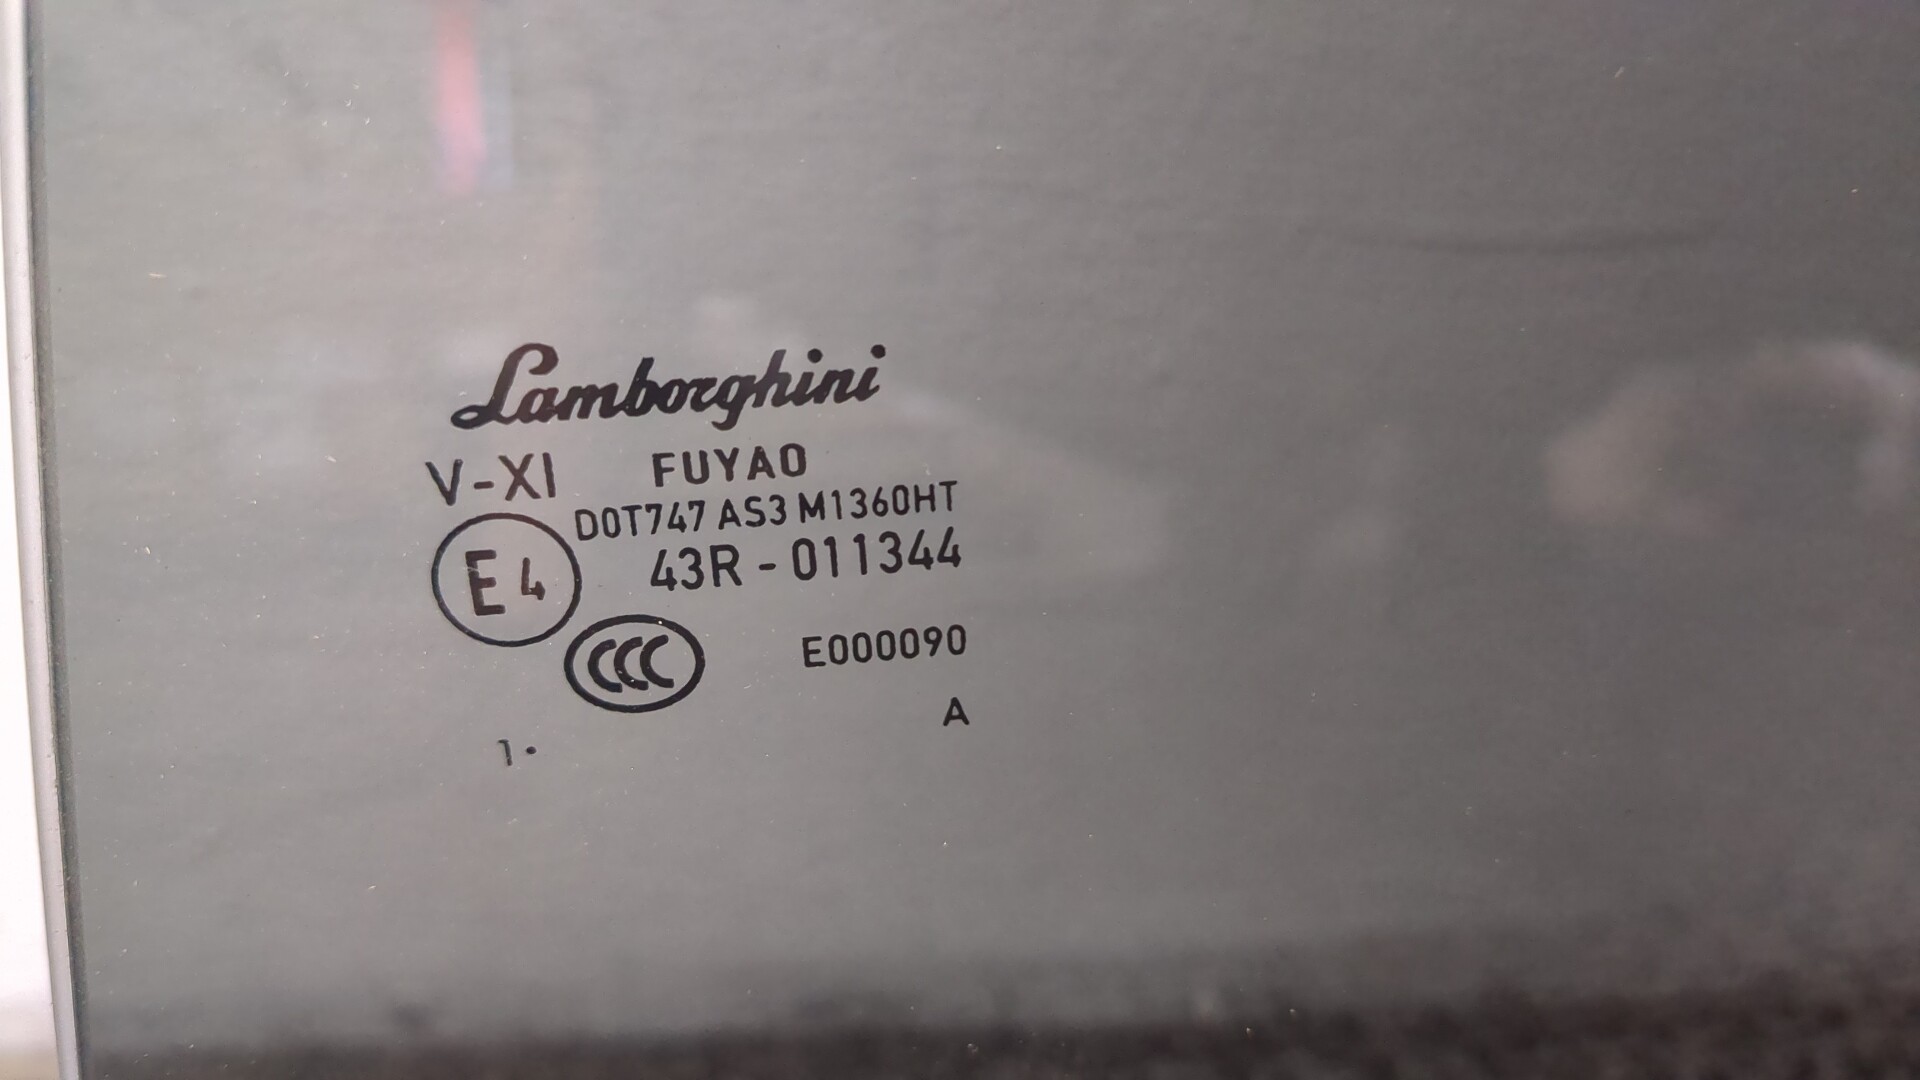 Lamborghini
V-XI FUYAO
DOT747 AS3 M1360HT
E4 43R-011344
CCC E000090
A
1•